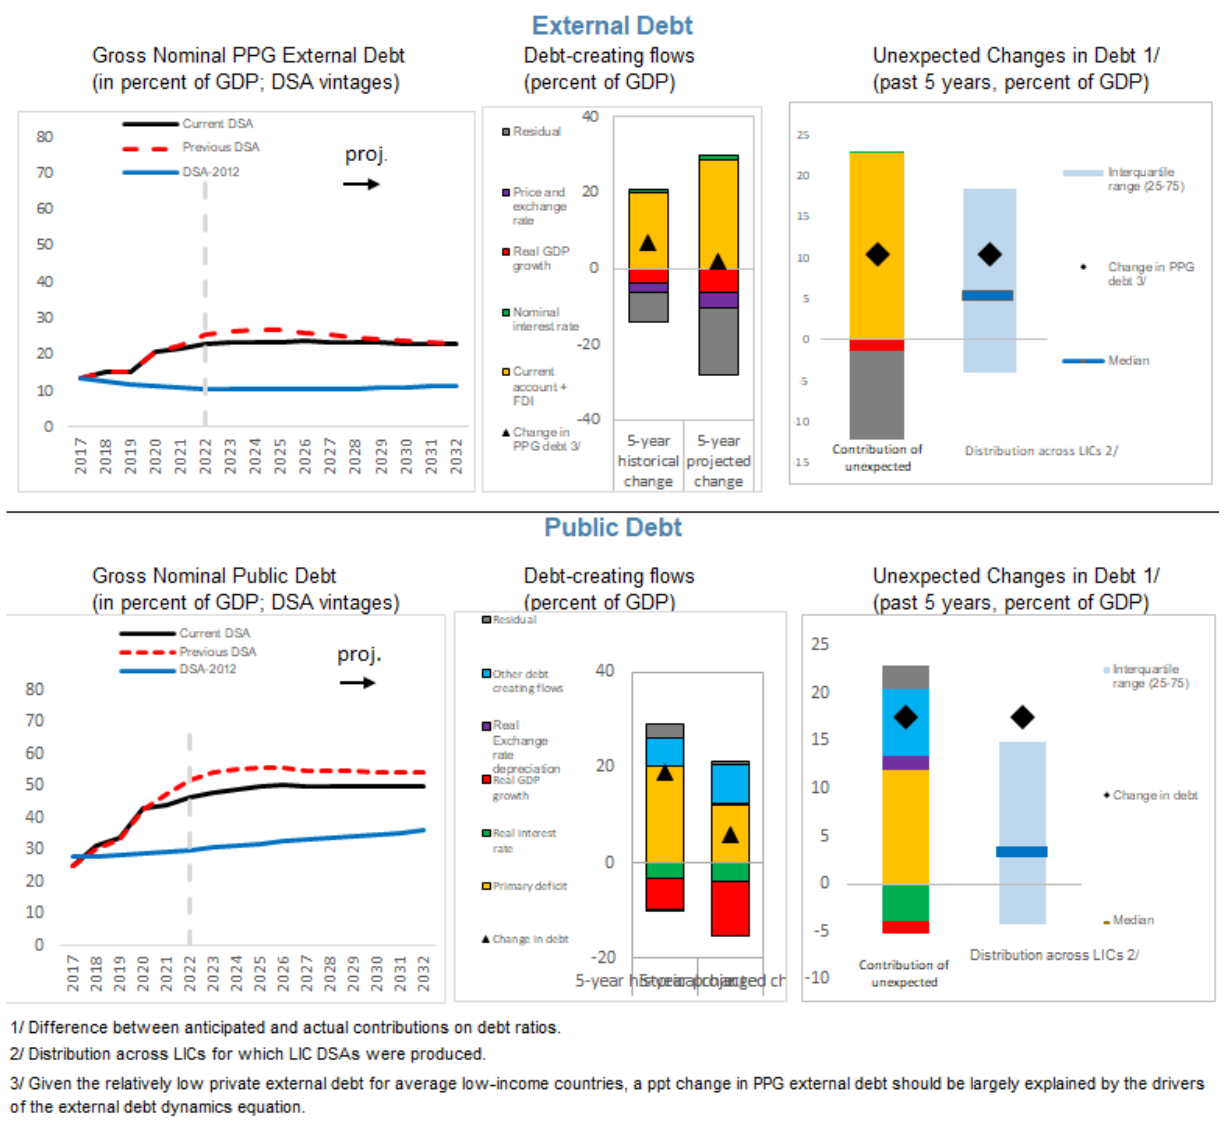 External Debt
Gross Nominal PPG External Debt
(in percent of GDP; DSA vintages)
Debt-creating flows
(percent of GDP)
Unexpected Changes in Debt 1/
(past 5 years, percent of GDP)
Current DSA
Previous DSA
DSA-2012
proj.
80
70
60
50
40
30
20
10
0
2017
2018
2019
2020
2021
2022
2023
2024
2025
2026
2027
2028
2029
2030
2031
2032
Residual
Price and
exchange
rate
Real GDP
growth
Nominal
interest rate
Current
account +
FDI
Change in
PPG debt 3/
40
20
0
-20
-40
5-year
historical
change
5-year
projected
change
25
20
15
10
5
0
5
-10
15
Contribution of
unexpected
Distribution across LICs 2/
Interquartile
range (25-75)
Change in PPG
debt 3/
Median
Public Debt
Gross Nominal Public Debt
(in percent of GDP; DSA vintages)
Debt-creating flows
(percent of GDP)
Unexpected Changes in Debt 1/
(past 5 years, percent of GDP)
Current DSA
Previous DSA
DSA-2012
proj.
80
70
60
50
40
30
20
10
0
2017
2018
2019
2020
2021
2022
2023
2024
2025
2026
2027
2028
2029
2030
2031
2032
Residual
Other debt
creating flows
Real
Exchange
rate
depreciation
Real GDP
growth
Real interest
rate
Primary deficit
Change in debt
40
20
0
-20
5-year
25
20
15
10
5
0
-5
-10
Contribution of
unexpected
Distribution across LICs 2/
Interquartile
range (25-75)
Change in debt
Median
1/ Difference between anticipated and actual contributions on debt ratios.
2/ Distribution across LICs for which LIC DSAs were produced.
3/ Given the relatively low private external debt for average low-income countries, a ppt change in PPG external debt should be largely explained by the drivers
of the external debt dynamics equation.